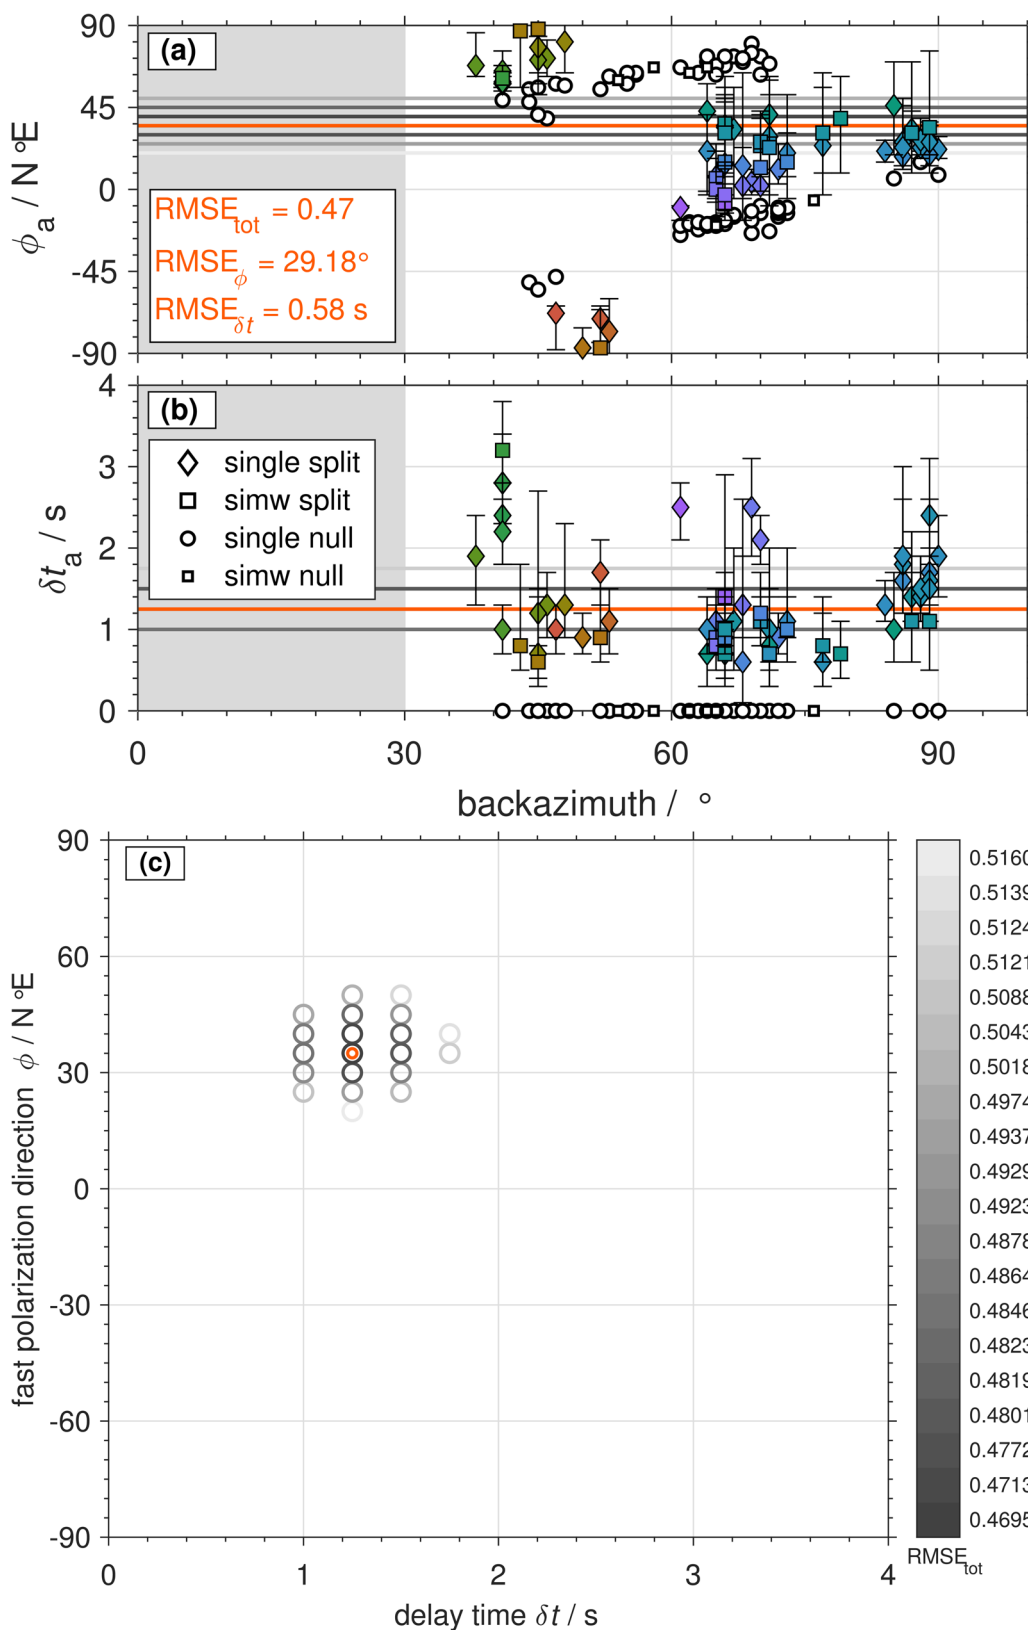 (a)
90
45
0
-45
-90
ϕa / N °E
RMSEtot = 0.47
RMSEϕ = 29.18°
RMSEδt = 0.58 s
(b)
4
3
2
1
0
δta / s
single split
simw split
single null
simw null
0 30 60 90
backazimuth / °
(c)
90
60
30
0
-30
-60
-90
fast polarization direction ϕ / N °E
0 1 2 3 4
delay time δt / s
0.5160
0.5139
0.5124
0.5121
0.5088
0.5043
0.5018
0.4974
0.4937
0.4929
0.4923
0.4878
0.4864
0.4846
0.4823
0.4819
0.4801
0.4772
0.4713
0.4695
RMSEtot